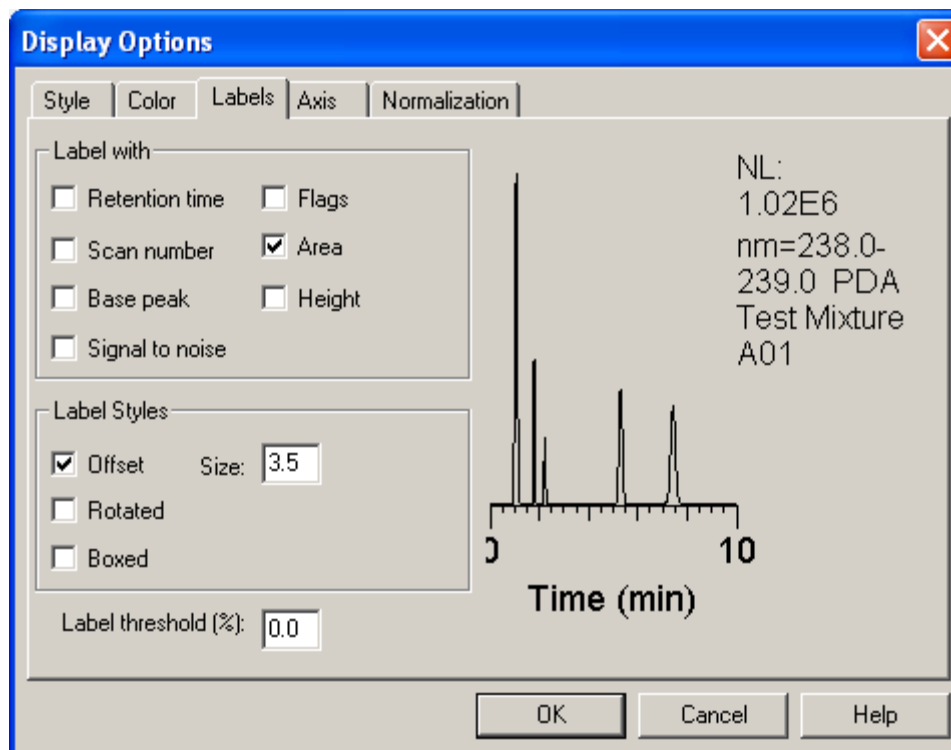 Display Options
Style Color Labels Axis Normalization
Label with
Retention time Flags
Scan number Area
Base peak Height
Signal to noise
Label Styles
Offset Size: 3.5
Rotated
Boxed
Label threshold (%): 0.0
NL:
1.02E6
nm=238.0-
239.0 PDA
Test Mixture
A01
0 10
Time (min)
OK Cancel Help